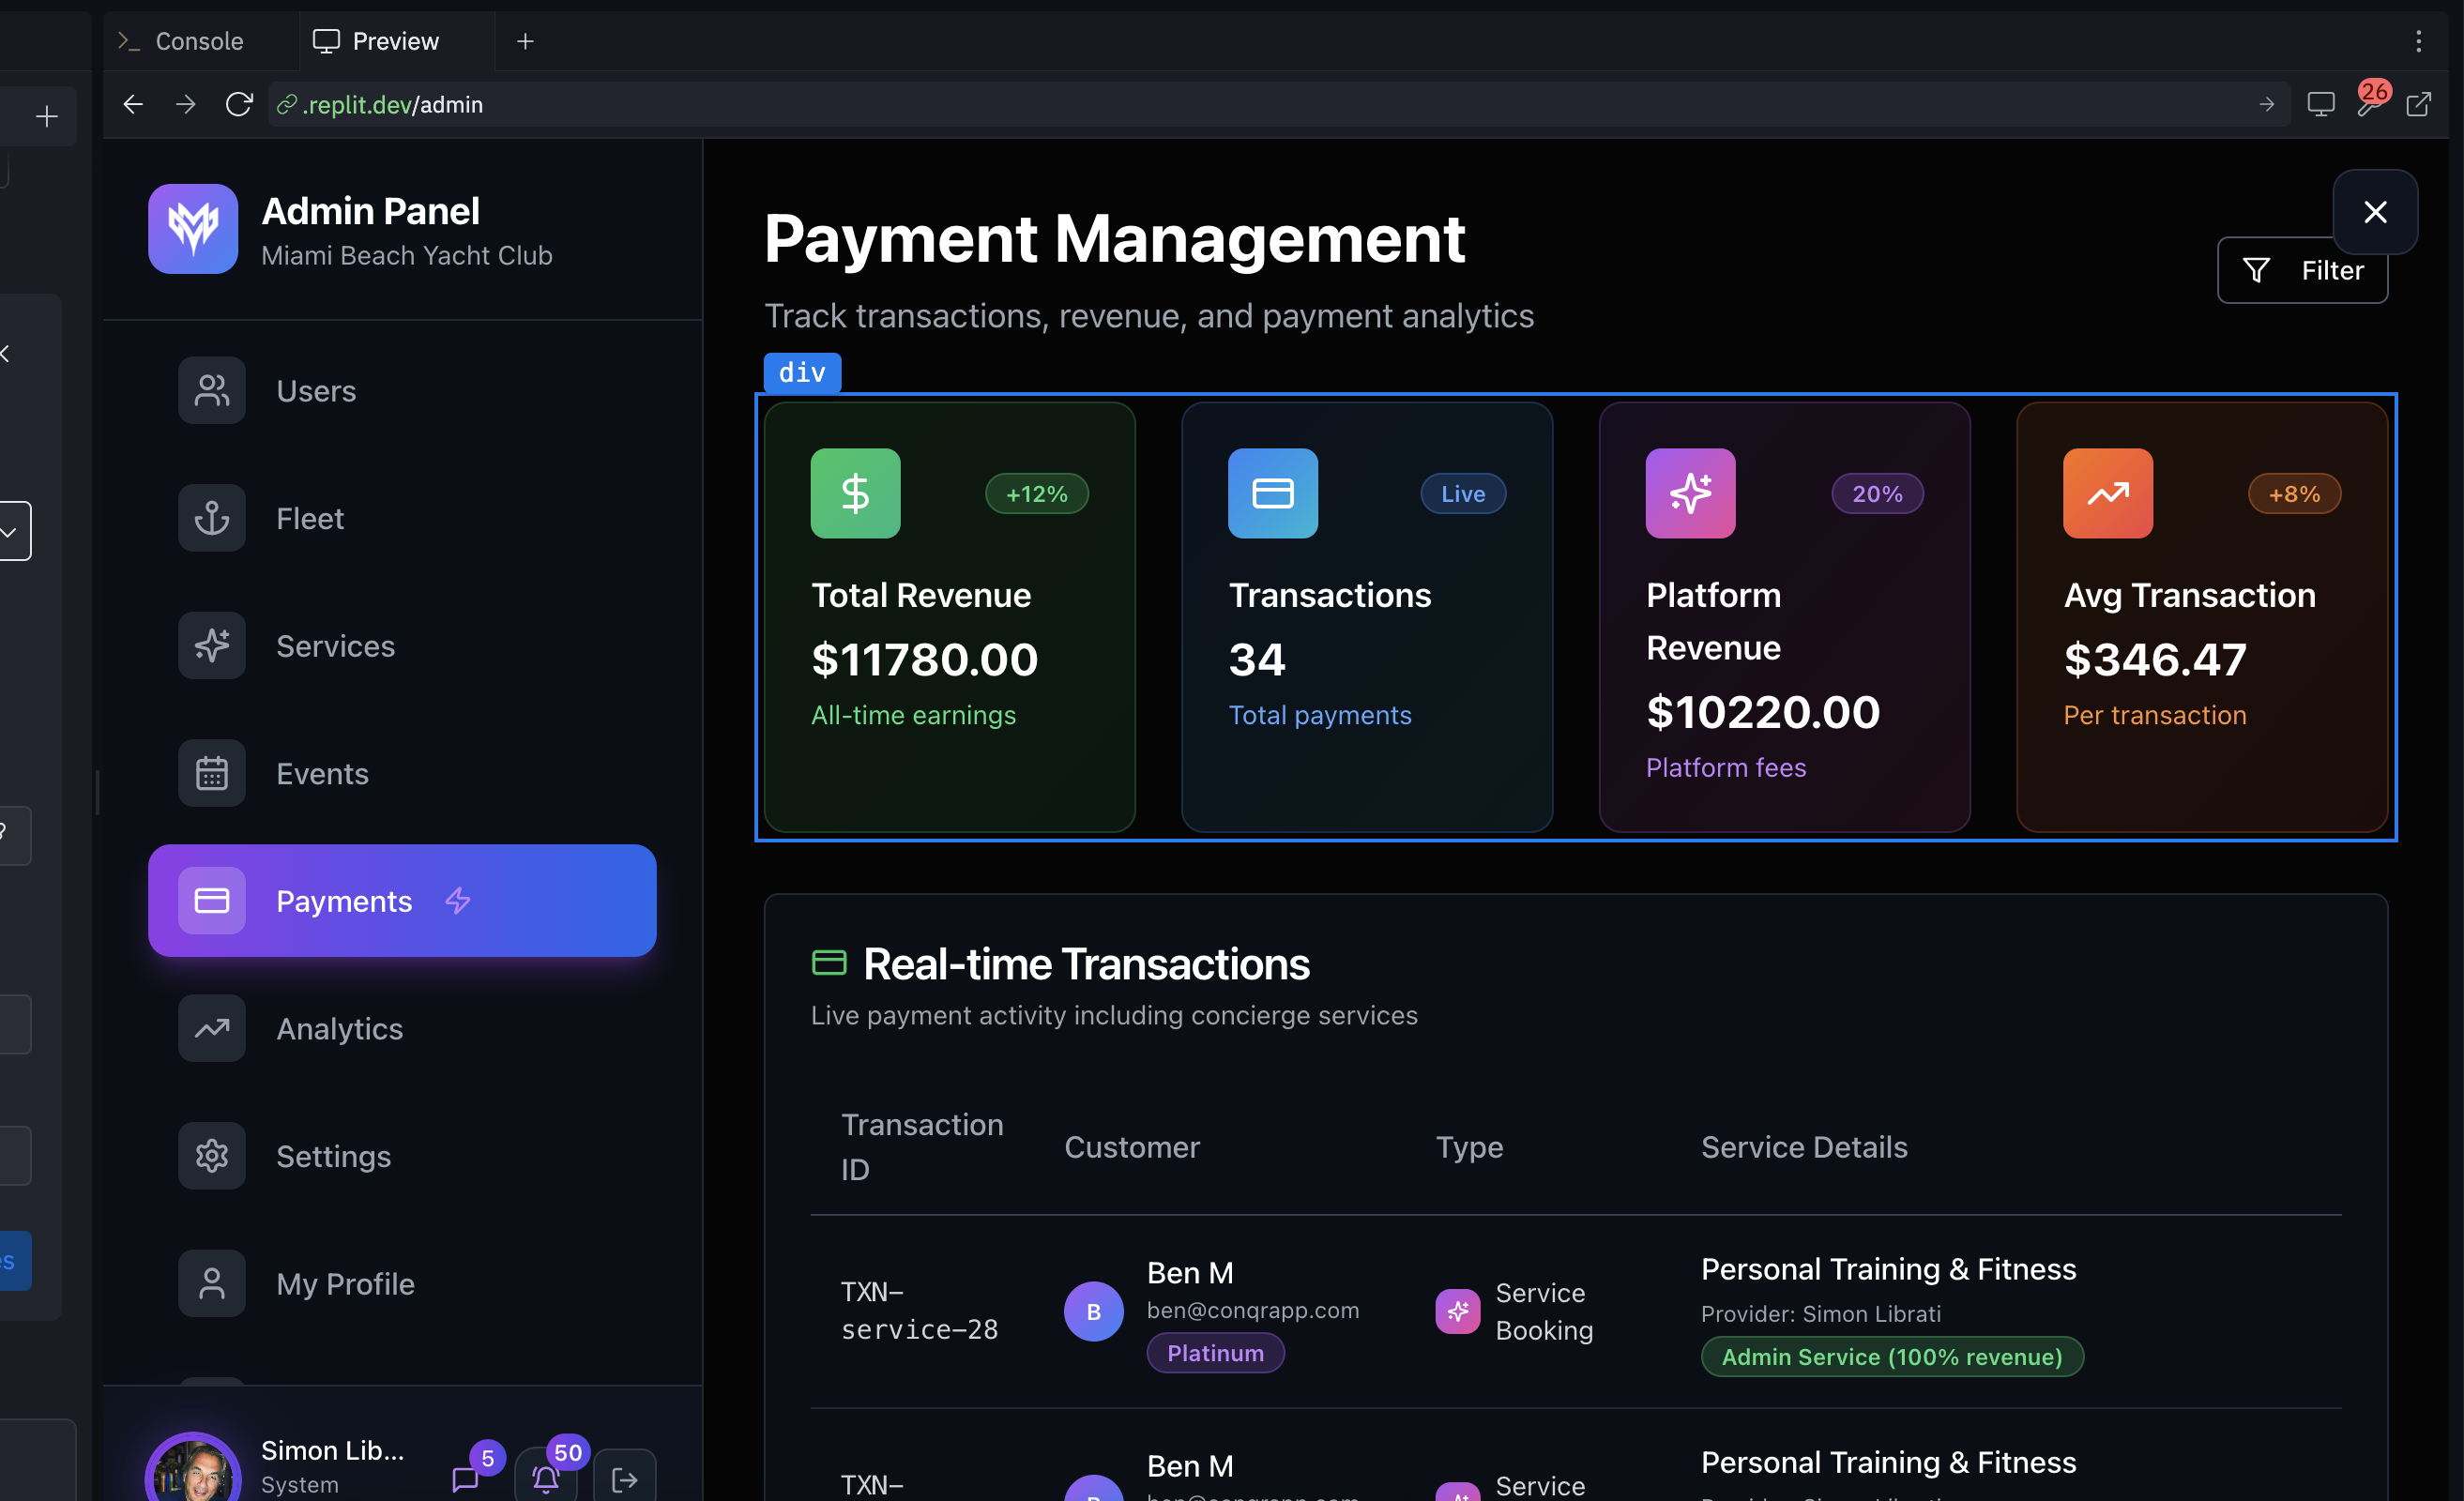 Console
Preview
26
.replit.dev/admin
Admin Panel
Miami Beach Yacht Club
Users
Fleet
Services
Events
Payments
Analytics
Settings
My Profile
Simon Lib...
System
5
50
Payment Management
Track transactions, revenue, and payment analytics
Filter
div
+12%
Total Revenue
$11780.00
All-time earnings
Live
Transactions
34
Total payments
20%
Platform
Revenue
$10220.00
Platform fees
+8%
Avg Transaction
$346.47
Per transaction
Real-time Transactions
Live payment activity including concierge services
Transaction
ID
Customer
Type
Service Details
TXN-
service-28
B
Ben M
ben@conqrapp.com
Platinum
Service
Booking
Personal Training & Fitness
Provider: Simon Librati
Admin Service (100% revenue)
TXN-
Ben M
Service
Personal Training & Fitness